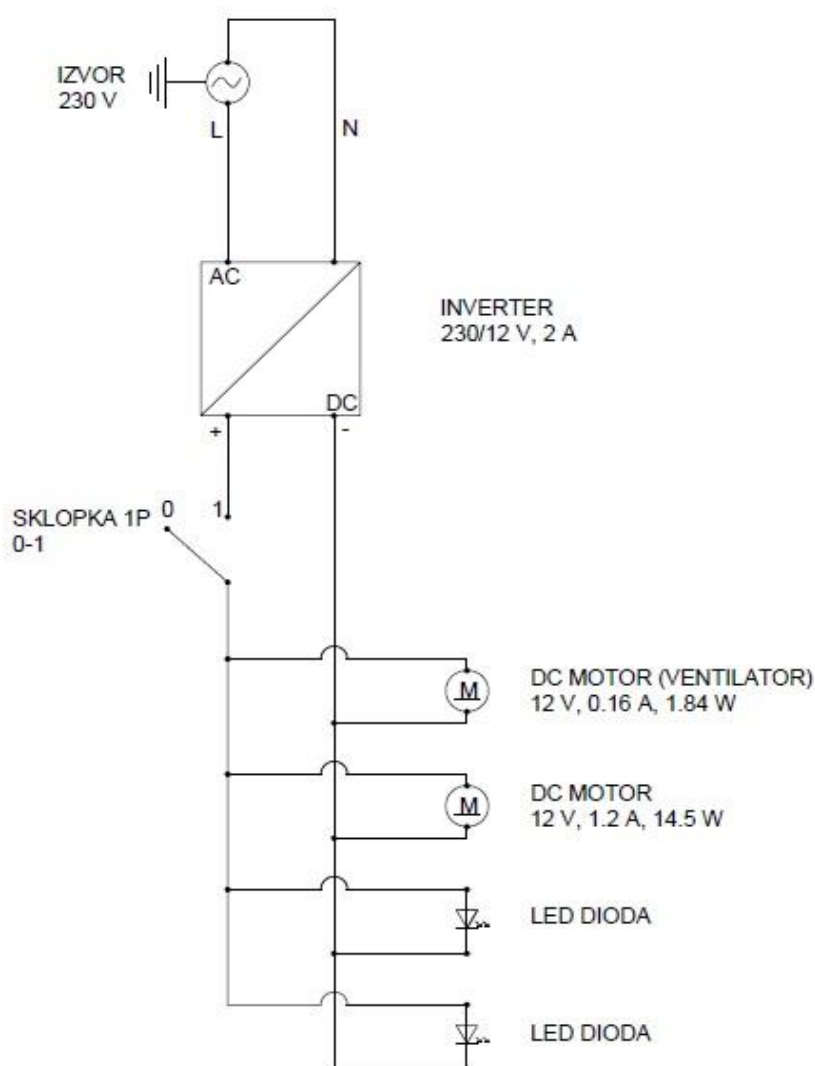 IZVOR
230 V
L
N
AC
DC
INVERTER
230/12 V, 2 A
+
-
SKLOPKA 1P
0-1
0
1
M
DC MOTOR (VENTILATOR)
12 V, 0.16 A, 1.84 W
M
DC MOTOR
12 V, 1.2 A, 14.5 W
LED DIODA
LED DIODA